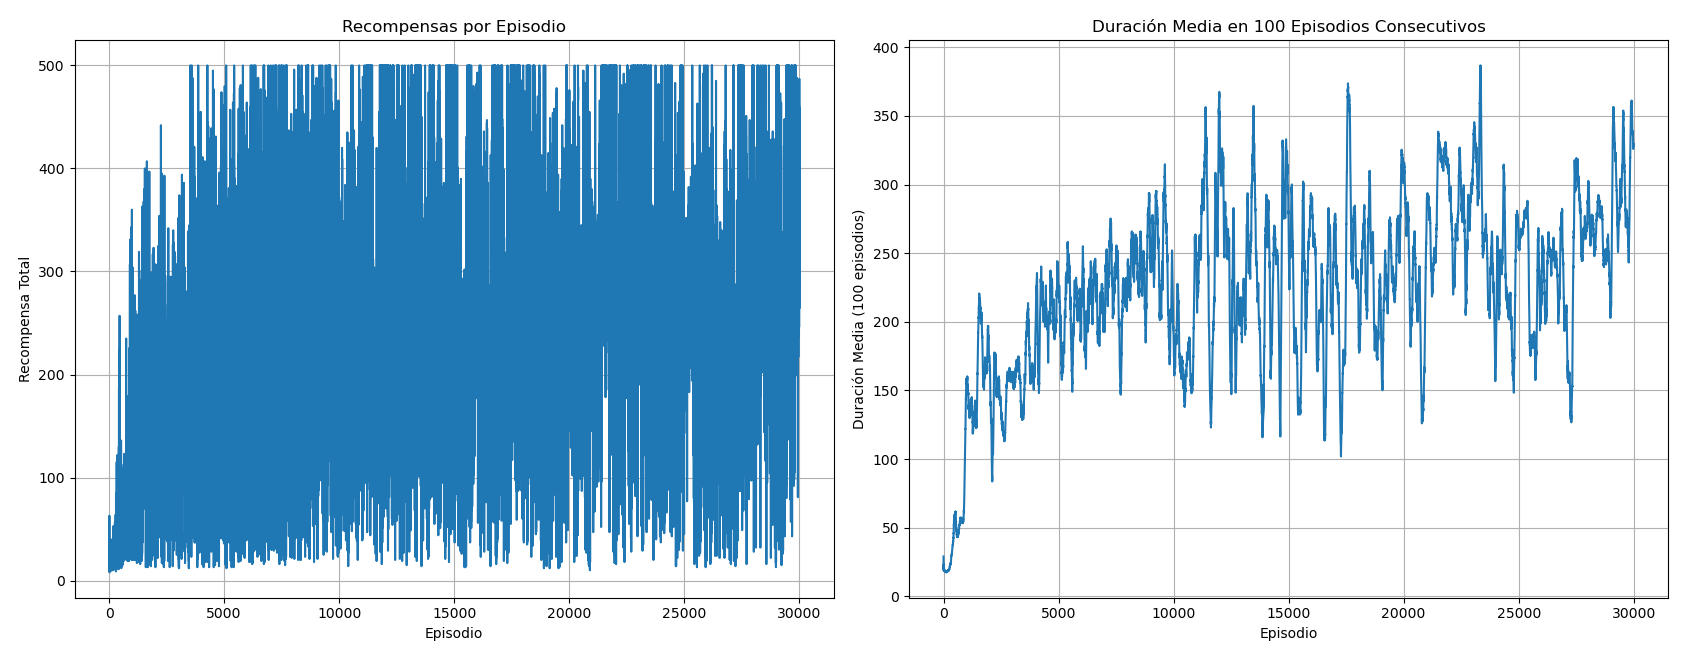 Recompensas por Episodio
Recompensa Total
500
400
300
200
100
0
0 5000 10000 15000 20000 25000 30000
Episodio
Duración Media en 100 Episodios Consecutivos
Duración Media (100 episodios)
400
350
300
250
200
150
100
50
0
0 5000 10000 15000 20000 25000 30000
Episodio